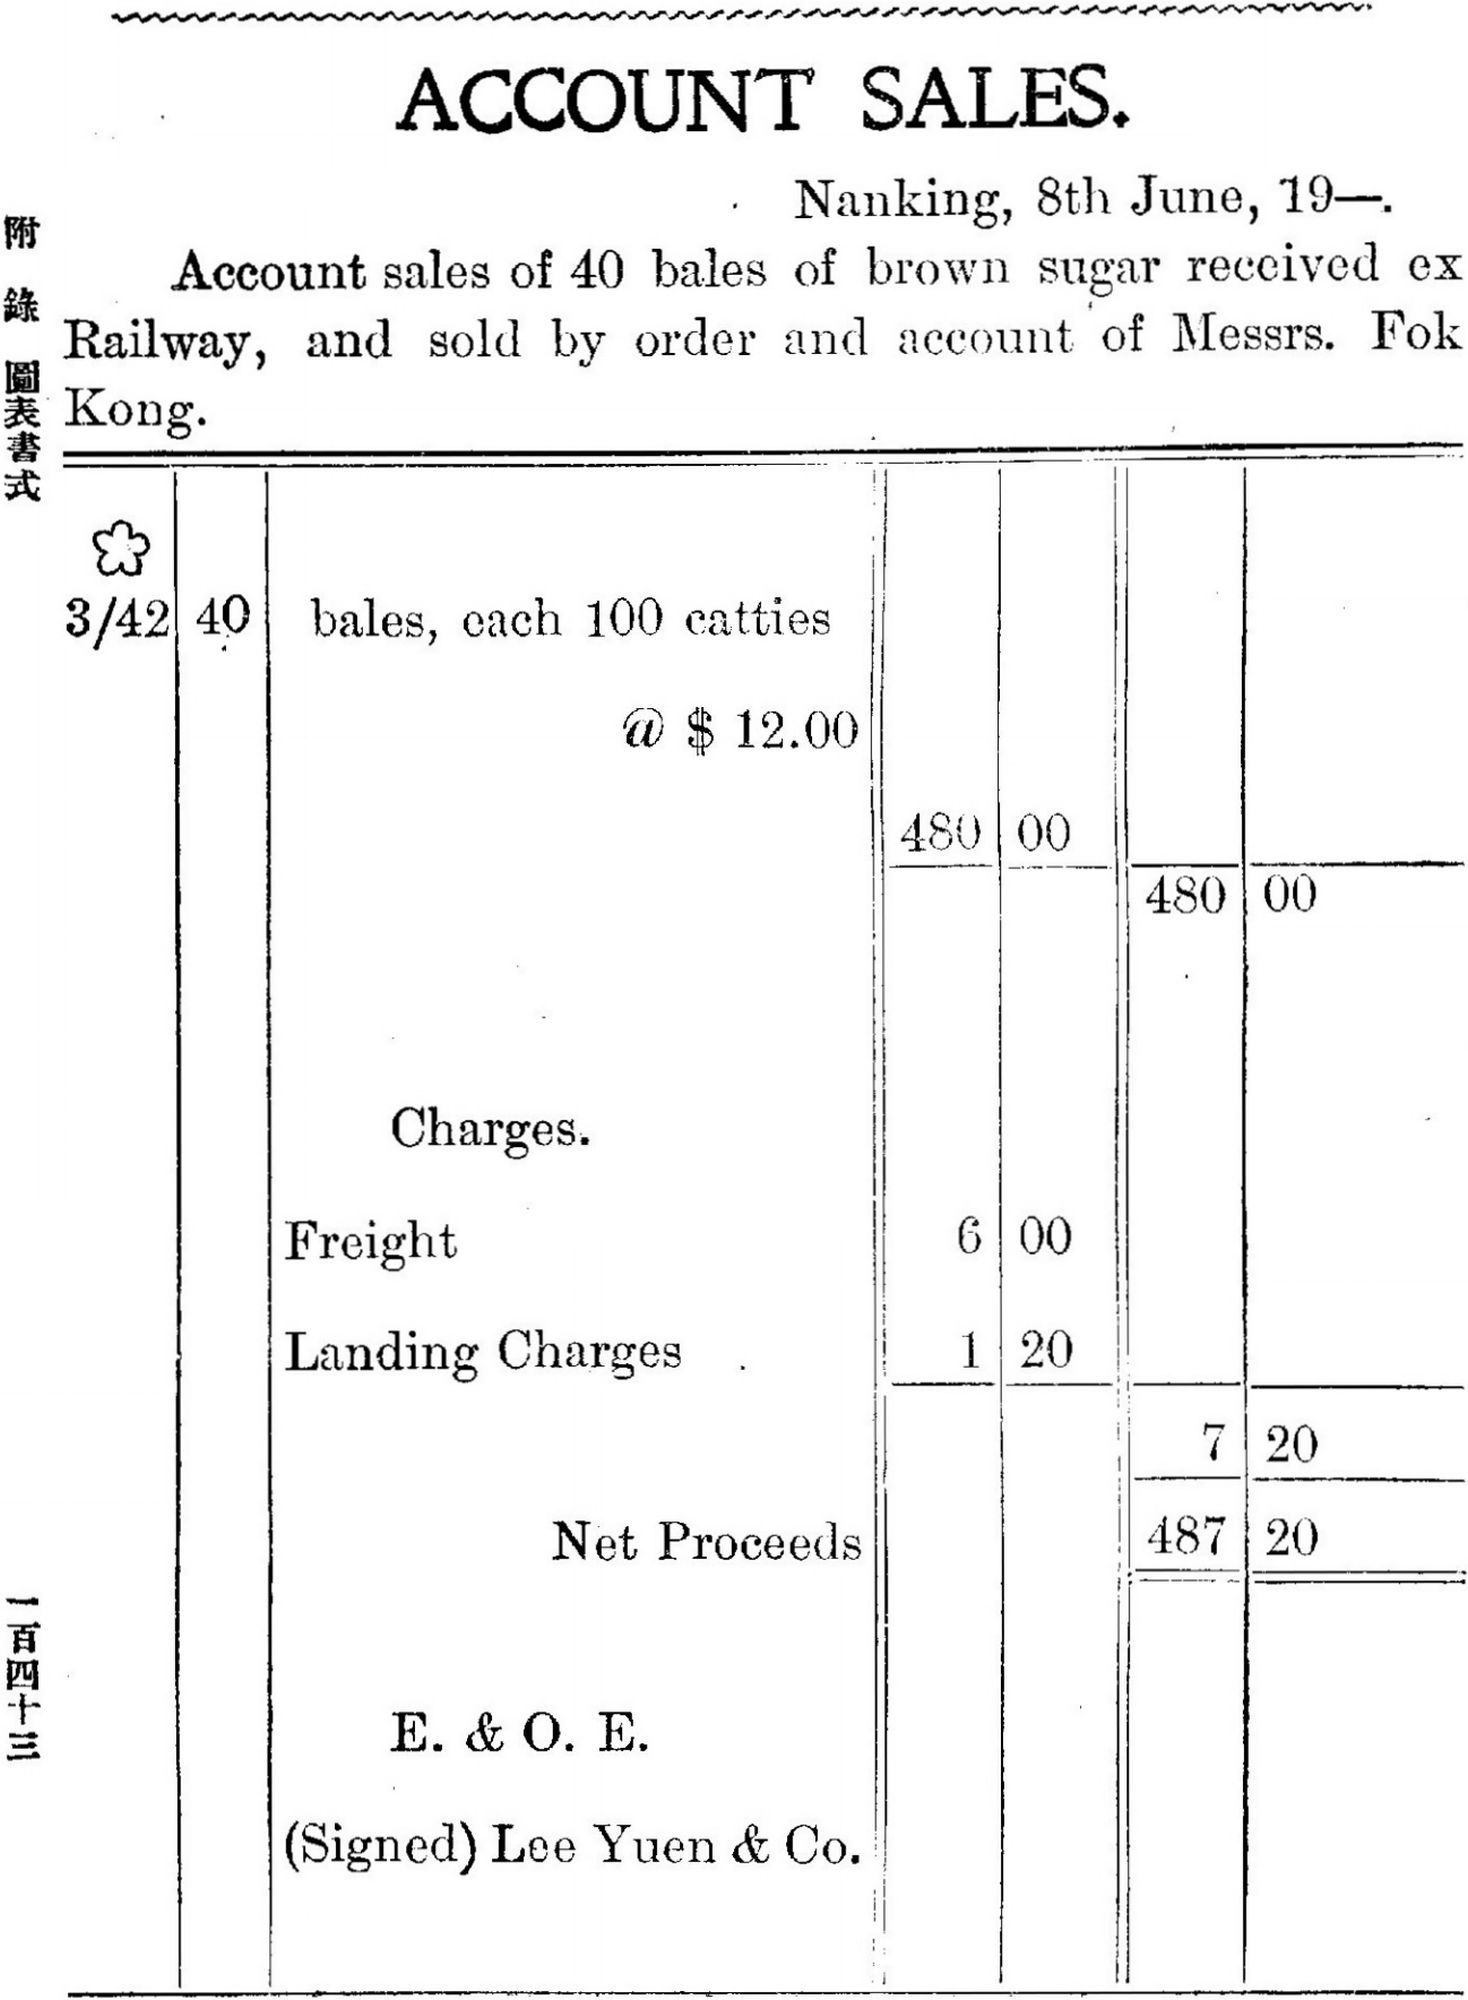 ACCOUNT SALES.
Nanking, 8th June, 19—.
Account sales of 40 bales of brown sugar received ex
Railway, and sold by order and account of Messrs. Fok
Kong.
3/42 40 bales, each 100 catties
@ $ 12.00
480 00
480 00
Charges.
Freight 6 00
Landing Charges 1 20
7 20
Net Proceeds 487 20
E. & O. E.
(Signed) Lee Yuen & Co.
附錄 圖表書式
一百四十三